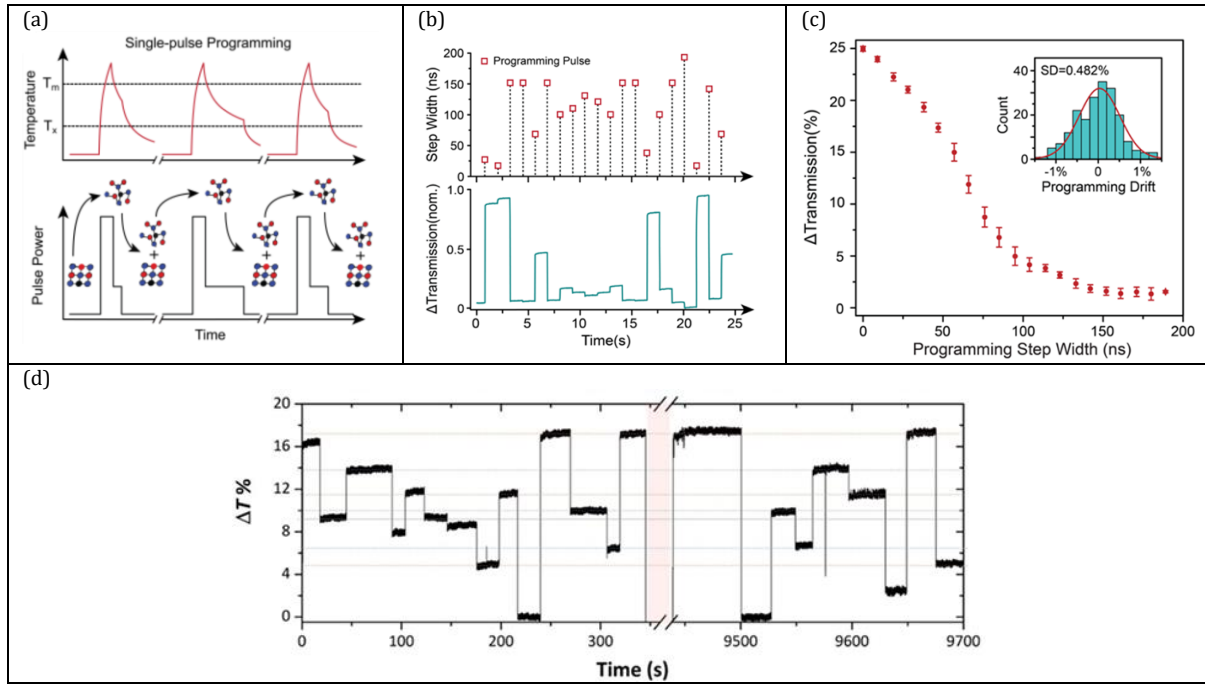 (a)
Single-pulse Programming
Temperature
Tm
Tx
Pulse Power
+
+
+
Time
(b)
Step Width (ns)
200
150
100
50
0
Programming Pulse
ΔTransmission(nom.)
1.0
0.5
0
0 5 10 15 20 25
Time(s)
(c)
ΔTransmission(%)
25
20
15
10
5
0
SD=0.482%
Count
40
20
0
-1% 0 1%
Programming Drift
0 50 100 150 200
Programming Step Width (ns)
(d)
ΔT %
20
16
12
8
4
0
0 100 200 300 9500 9600 9700
Time (s)